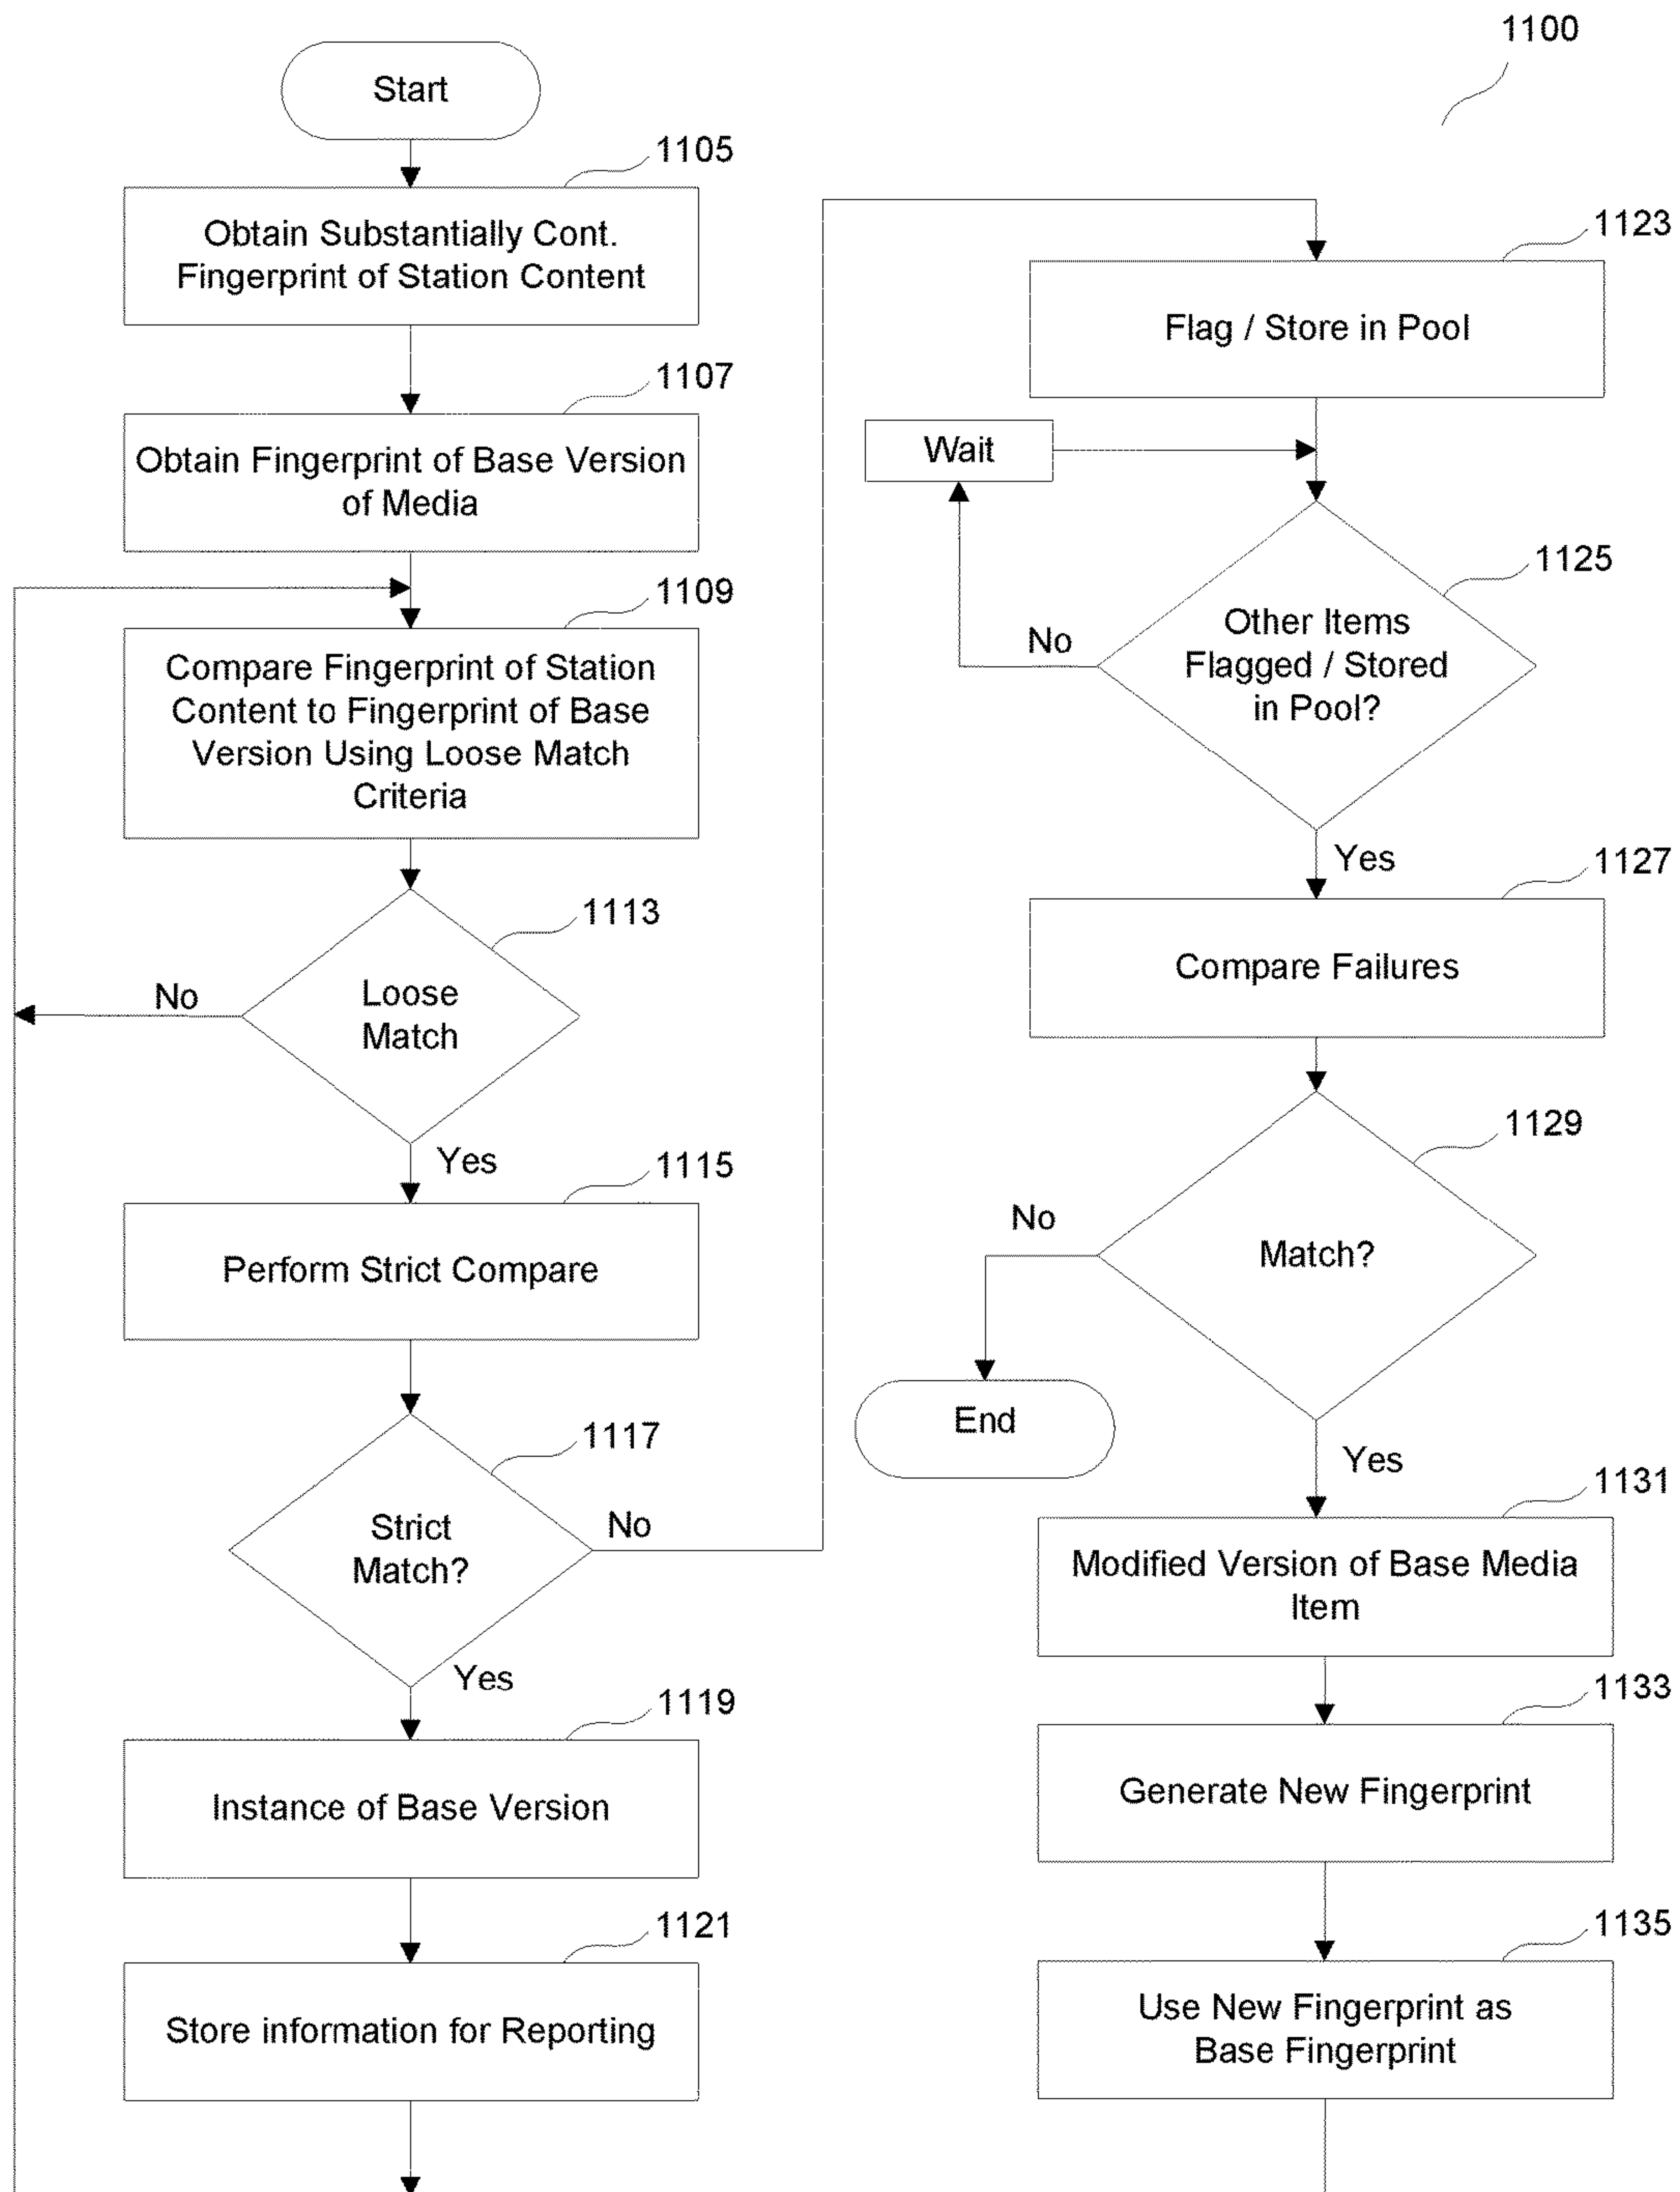 1100
Start
1105
Obtain Substantially Cont.
Fingerprint of Station Content
1107
Obtain Fingerprint of Base Version
of Media
1109
Compare Fingerprint of Station
Content to Fingerprint of Base
Version Using Loose Match
Criteria
1113
Loose
Match
No
Yes
1115
Perform Strict Compare
1117
Strict
Match?
No
Yes
1119
Instance of Base Version
1121
Store information for Reporting
1123
Flag / Store in Pool
Wait
1125
Other Items
Flagged / Stored
in Pool?
No
Yes
1127
Compare Failures
1129
Match?
No
End
Yes
1131
Modified Version of Base Media
Item
1133
Generate New Fingerprint
1135
Use New Fingerprint as
Base Fingerprint